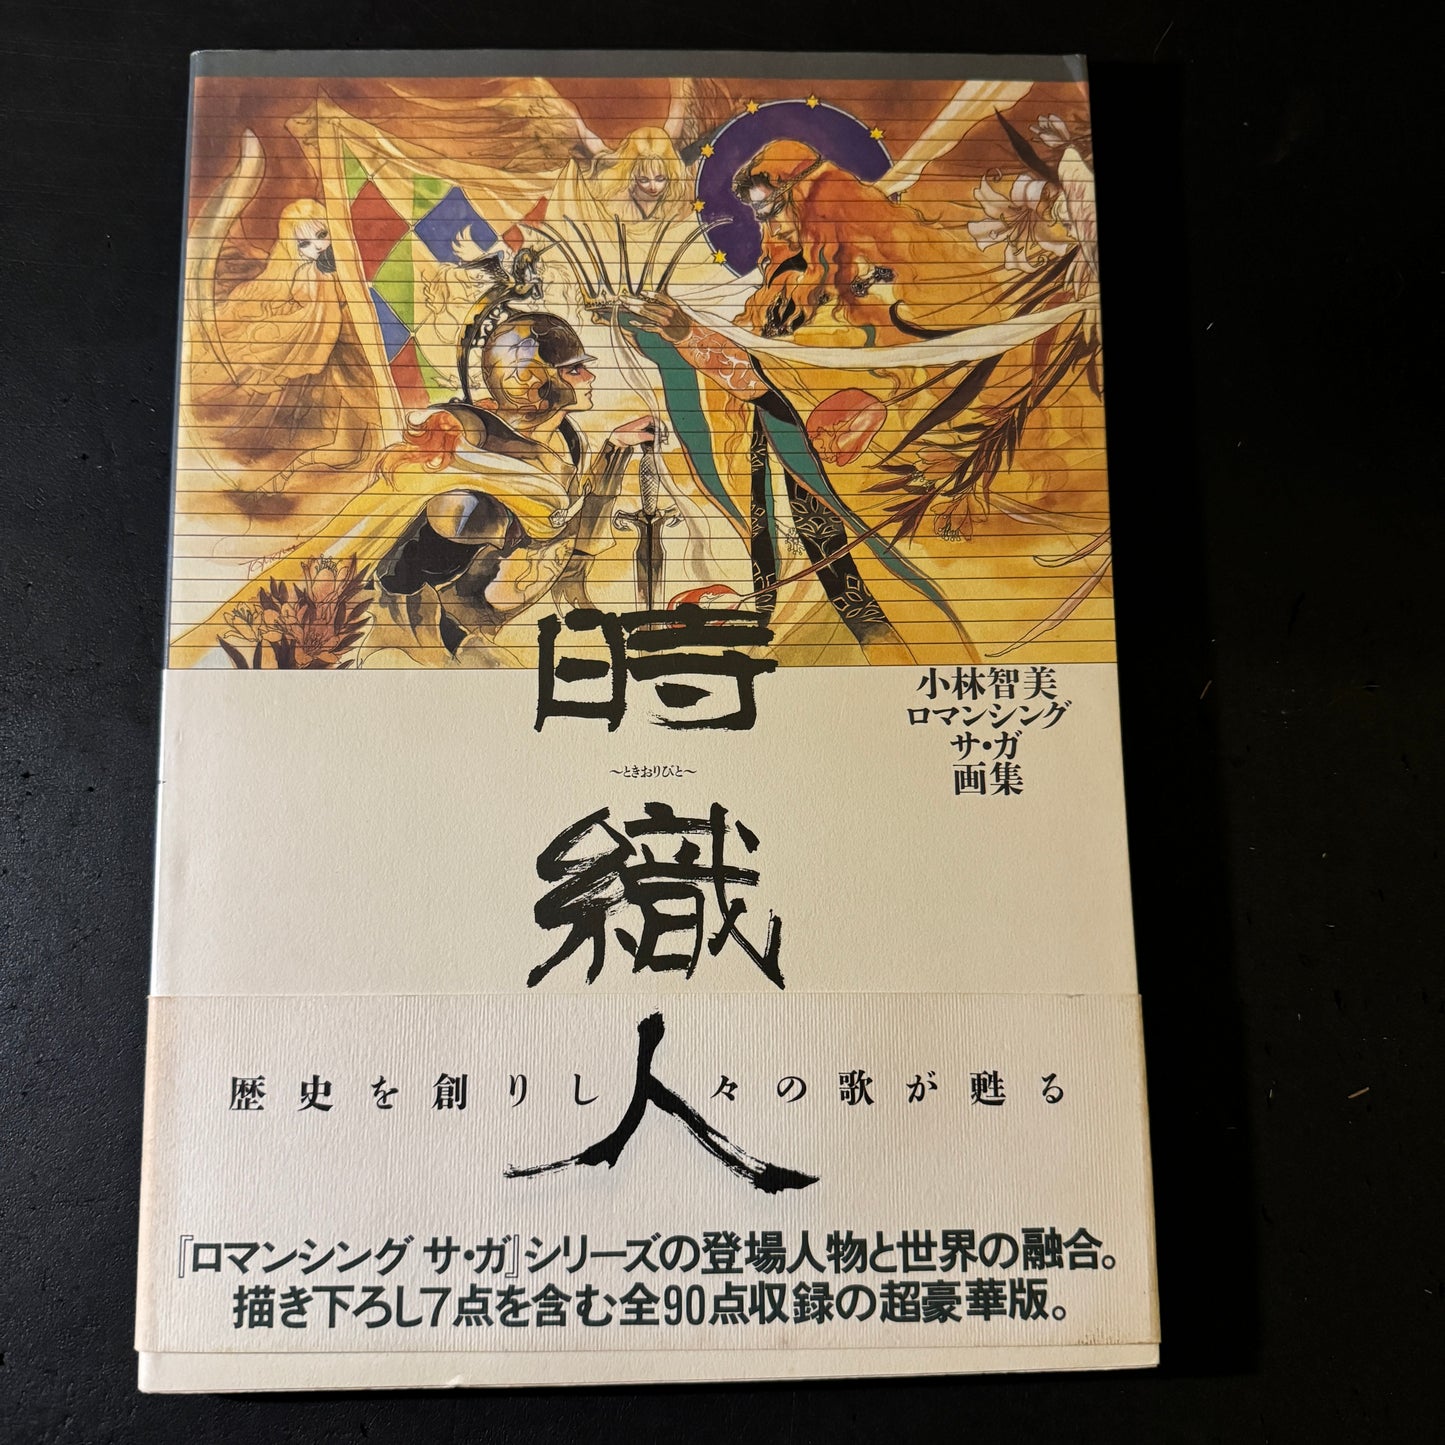 小林智美
ロマンシング
サ・ガ
画集
時織人
～ときおりびと～
歴史を創りし人々の歌が甦る
『ロマンシング サ・ガ』シリーズの登場人物と世界の融合。
描き下ろし7点を含む全90点収録の超豪華版。